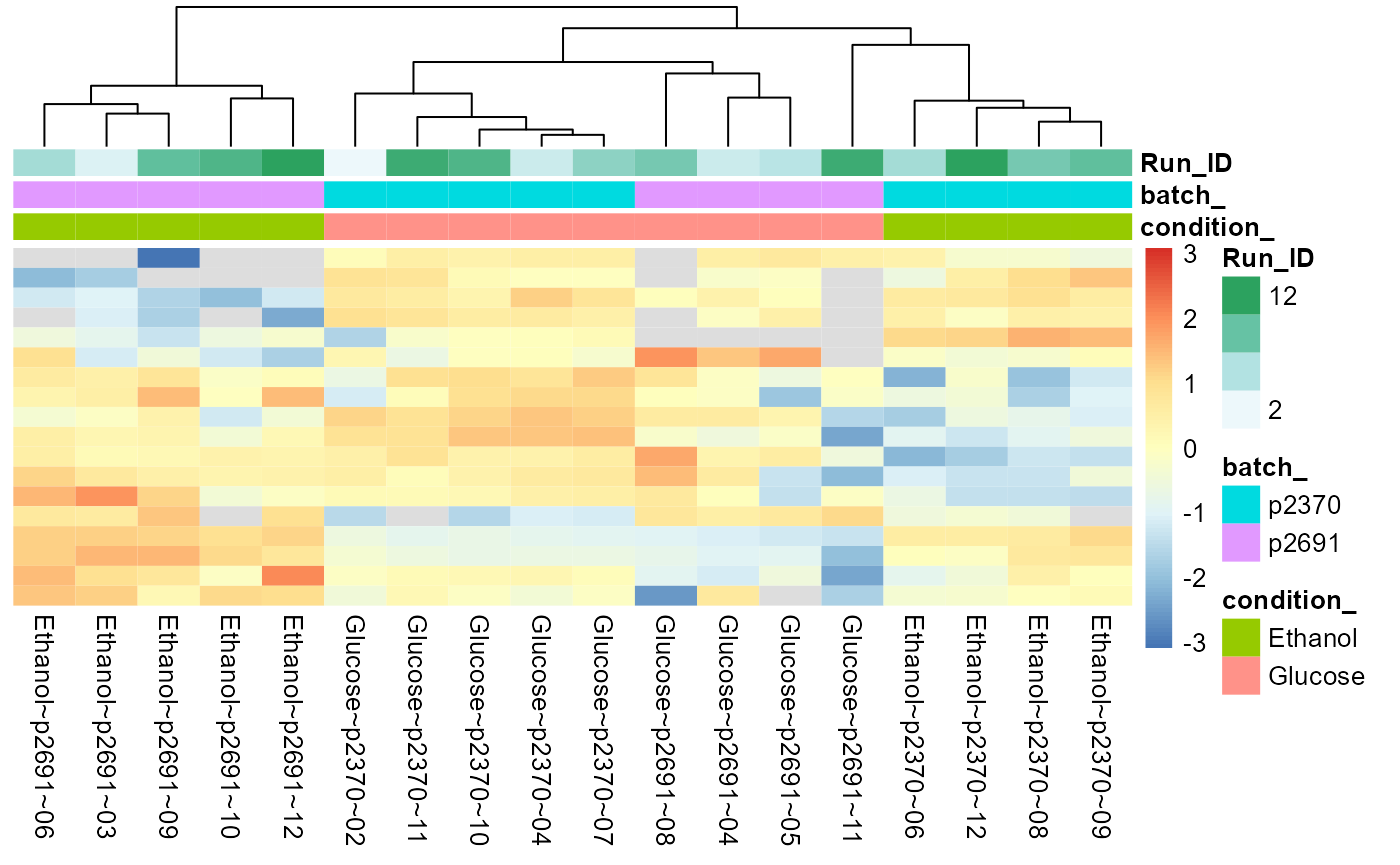 Run_ID
batch_
condition_
3
2
1
0
-1
-2
-3
Run_ID
12
2
batch_
p2370
p2691
condition_
Ethanol
Glucose
Ethanol~p2691~06
Ethanol~p2691~03
Ethanol~p2691~09
Ethanol~p2691~10
Ethanol~p2691~12
Glucose~p2370~02
Glucose~p2370~11
Glucose~p2370~10
Glucose~p2370~04
Glucose~p2370~07
Glucose~p2691~08
Glucose~p2691~04
Glucose~p2691~05
Glucose~p2691~11
Ethanol~p2370~06
Ethanol~p2370~12
Ethanol~p2370~08
Ethanol~p2370~09